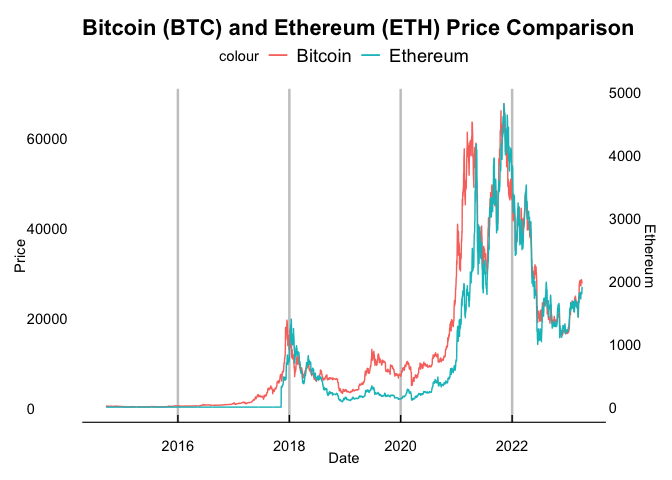 Bitcoin (BTC) and Ethereum (ETH) Price Comparison
colour Bitcoin Ethereum
5000
60000
4000
40000
3000
Price
Ethereum
2000
20000
1000
0
0
2016 2018 2020 2022
Date